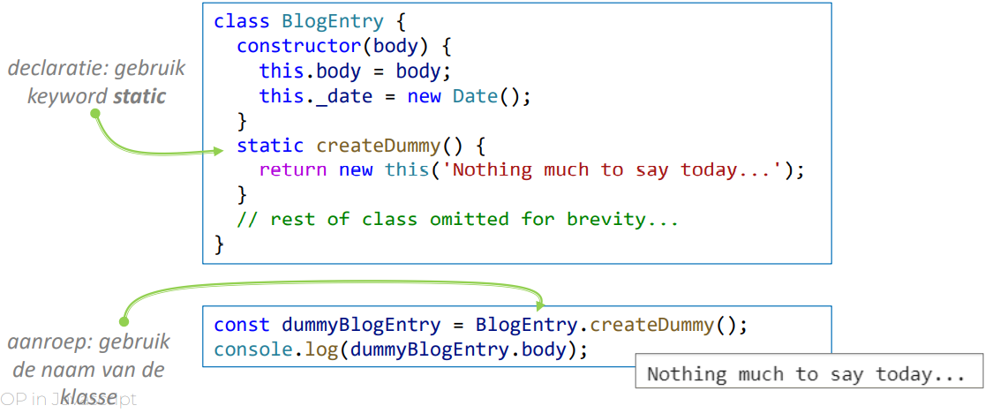 class BlogEntry {
constructor(body) {
this.body = body;
this._date = new Date();
}
static createDummy() {
return new this('Nothing much to say today...');
}
// rest of class omitted for brevity...
}
declaratie: gebruik
keyword static
const dummyBlogEntry = BlogEntry.createDummy();
console.log(dummyBlogEntry.body);
Nothing much to say today...
aanroep: gebruik
de naam van de
klasse
OP in Javascript